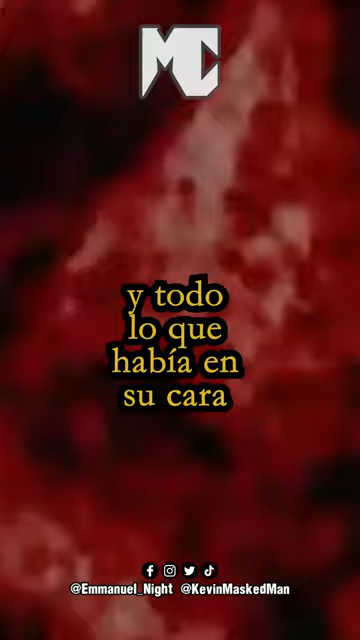 MC
y todo
lo que
había en
su cara
@Emmanuel_Night @KevinMaskedMan